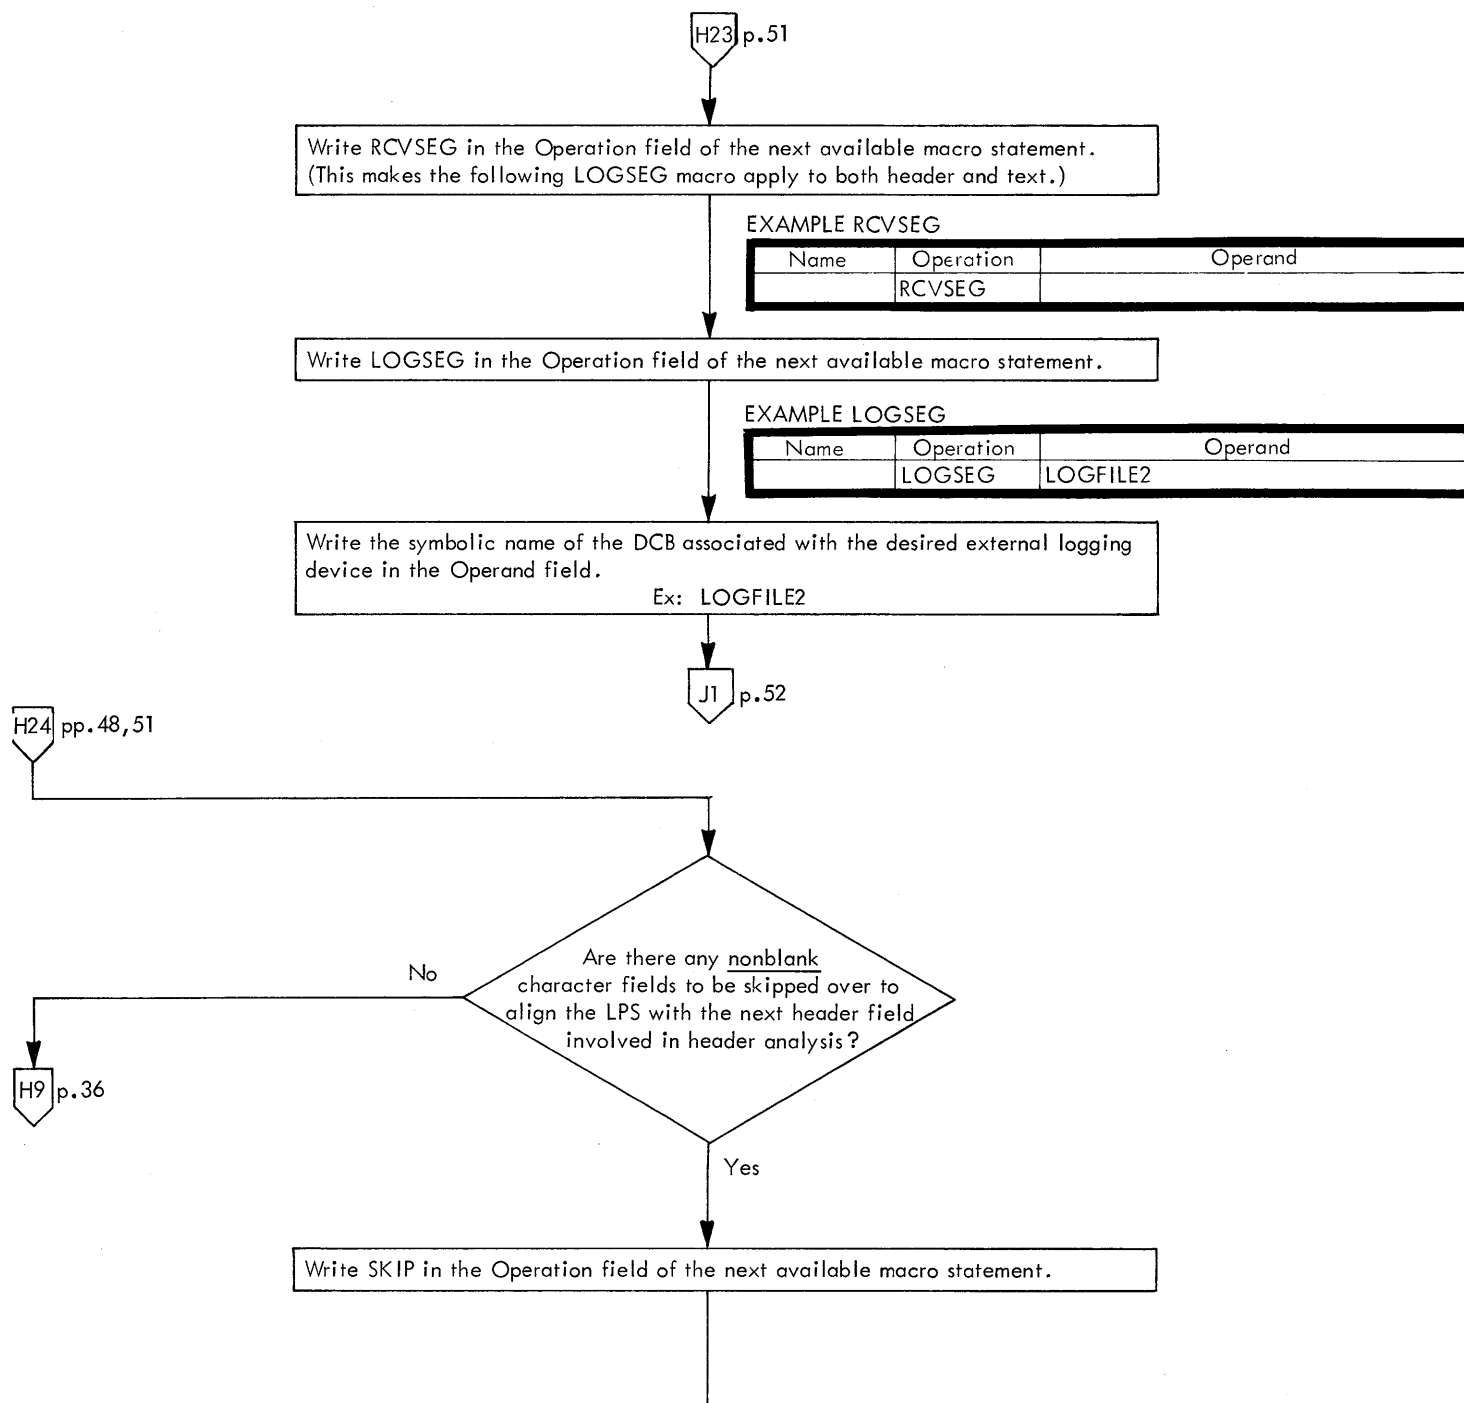 H23 p.51
Write RCVSEG in the Operation field of the next available macro statement.
(This makes the following LOGSEG macro apply to both header and text.)
EXAMPLE RCVSEG
Name Operation Operand
RCVSEG
Write LOGSEG in the Operation field of the next available macro statement.
EXAMPLE LOGSEG
Name Operation Operand
LOGSEG LOGFILE2
Write the symbolic name of the DCB associated with the desired external logging
device in the Operand field.
Ex: LOGFILE2
J1 p.52
H24 pp.48,51
Are there any nonblank
character fields to be skipped over to
align the LPS with the next header field
involved in header analysis?
No
H9 p.36
Yes
Write SKIP in the Operation field of the next available macro statement.